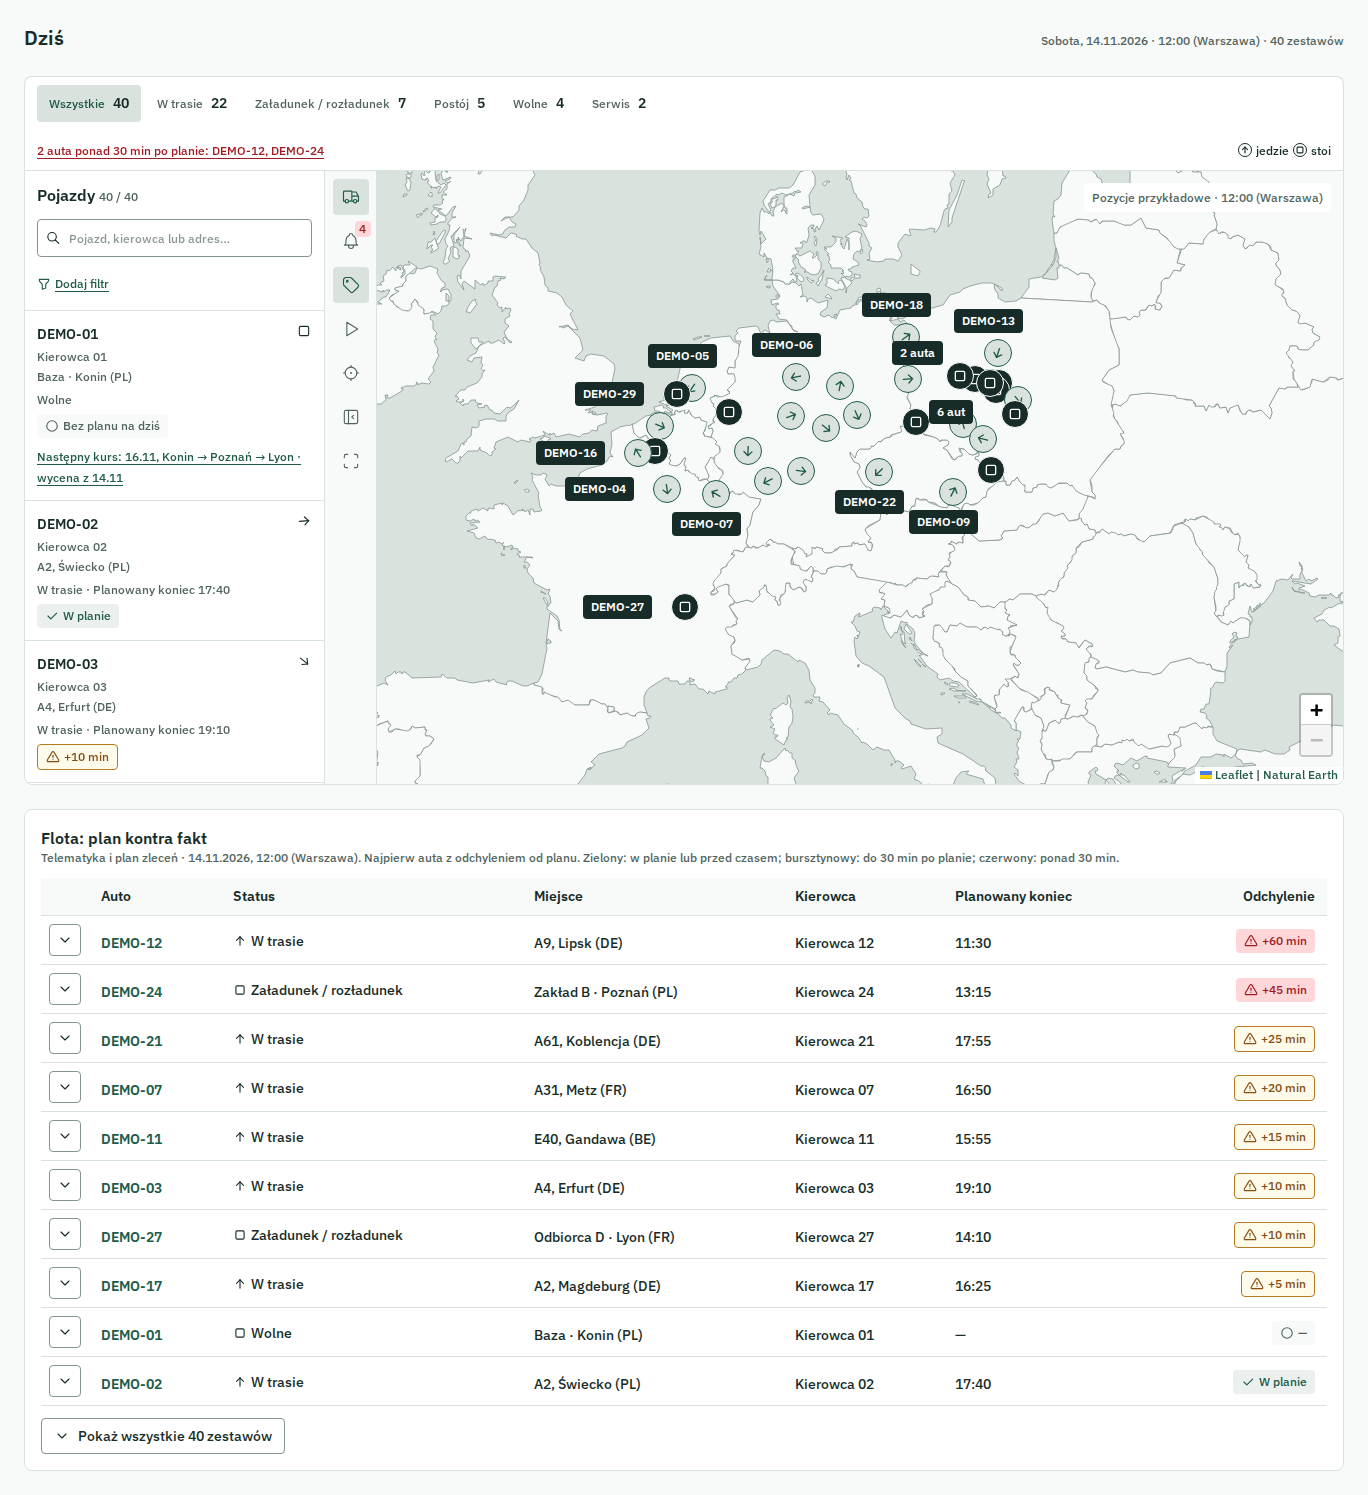 Dziś
Sobota, 14.11.2026 · 12:00 (Warszawa) · 40 zestawów
Wszystkie 40 W trasie 22 Załadunek / rozładunek 7 Postój 5 Wolne 4 Serwis 2
2 auta ponad 30 min po planie: DEMO-12, DEMO-24
jedzie stoi
Pojazdy 40 / 40
Pojazd, kierowca lub adres...
Dodaj filtr
DEMO-01
Kierowca 01
Baza · Konin (PL)
Wolne
Bez planu na dziś
Następny kurs: 16.11, Konin → Poznań → Lyon ·
wycena z 14.11
DEMO-02
Kierowca 02
A2, Świecko (PL)
W trasie · Planowany koniec 17:40
W planie
DEMO-03
Kierowca 03
A4, Erfurt (DE)
W trasie · Planowany koniec 19:10
+10 min
4
Pozycje przykładowe · 12:00 (Warszawa)
DEMO-18
DEMO-13
DEMO-06
2 auta
DEMO-05
DEMO-29
6 aut
DEMO-16
DEMO-04
DEMO-22
DEMO-07
DEMO-09
DEMO-27
+
−
Leaflet | Natural Earth
Flota: plan kontra fakt
Telematyka i plan zleceń · 14.11.2026, 12:00 (Warszawa). Najpierw auta z odchyleniem od planu. Zielony: w planie lub przed czasem; bursztynowy: do 30 min po planie; czerwony: ponad 30 min.
Auto Status Miejsce Kierowca Planowany koniec Odchylenie
DEMO-12 ↑ W trasie A9, Lipsk (DE) Kierowca 12 11:30 +60 min
DEMO-24 Załadunek / rozładunek Zakład B · Poznań (PL) Kierowca 24 13:15 +45 min
DEMO-21 ↑ W trasie A61, Koblencja (DE) Kierowca 21 17:55 +25 min
DEMO-07 ↑ W trasie A31, Metz (FR) Kierowca 07 16:50 +20 min
DEMO-11 ↑ W trasie E40, Gandawa (BE) Kierowca 11 15:55 +15 min
DEMO-03 ↑ W trasie A4, Erfurt (DE) Kierowca 03 19:10 +10 min
DEMO-27 Załadunek / rozładunek Odbiorca D · Lyon (FR) Kierowca 27 14:10 +10 min
DEMO-17 ↑ W trasie A2, Magdeburg (DE) Kierowca 17 16:25 +5 min
DEMO-01 Wolne Baza · Konin (PL) Kierowca 01 — —
DEMO-02 ↑ W trasie A2, Świecko (PL) Kierowca 02 17:40 W planie
Pokaż wszystkie 40 zestawów